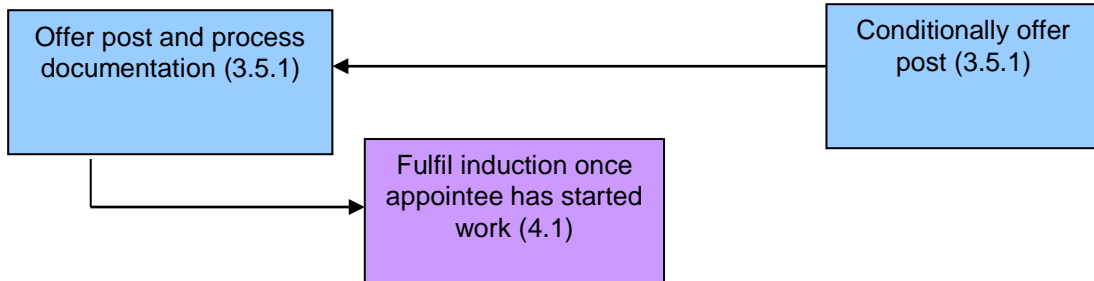 Offer post and process
documentation (3.5.1)
Conditionally offer
post (3.5.1)
Fulfil induction once
appointee has started
work (4.1)